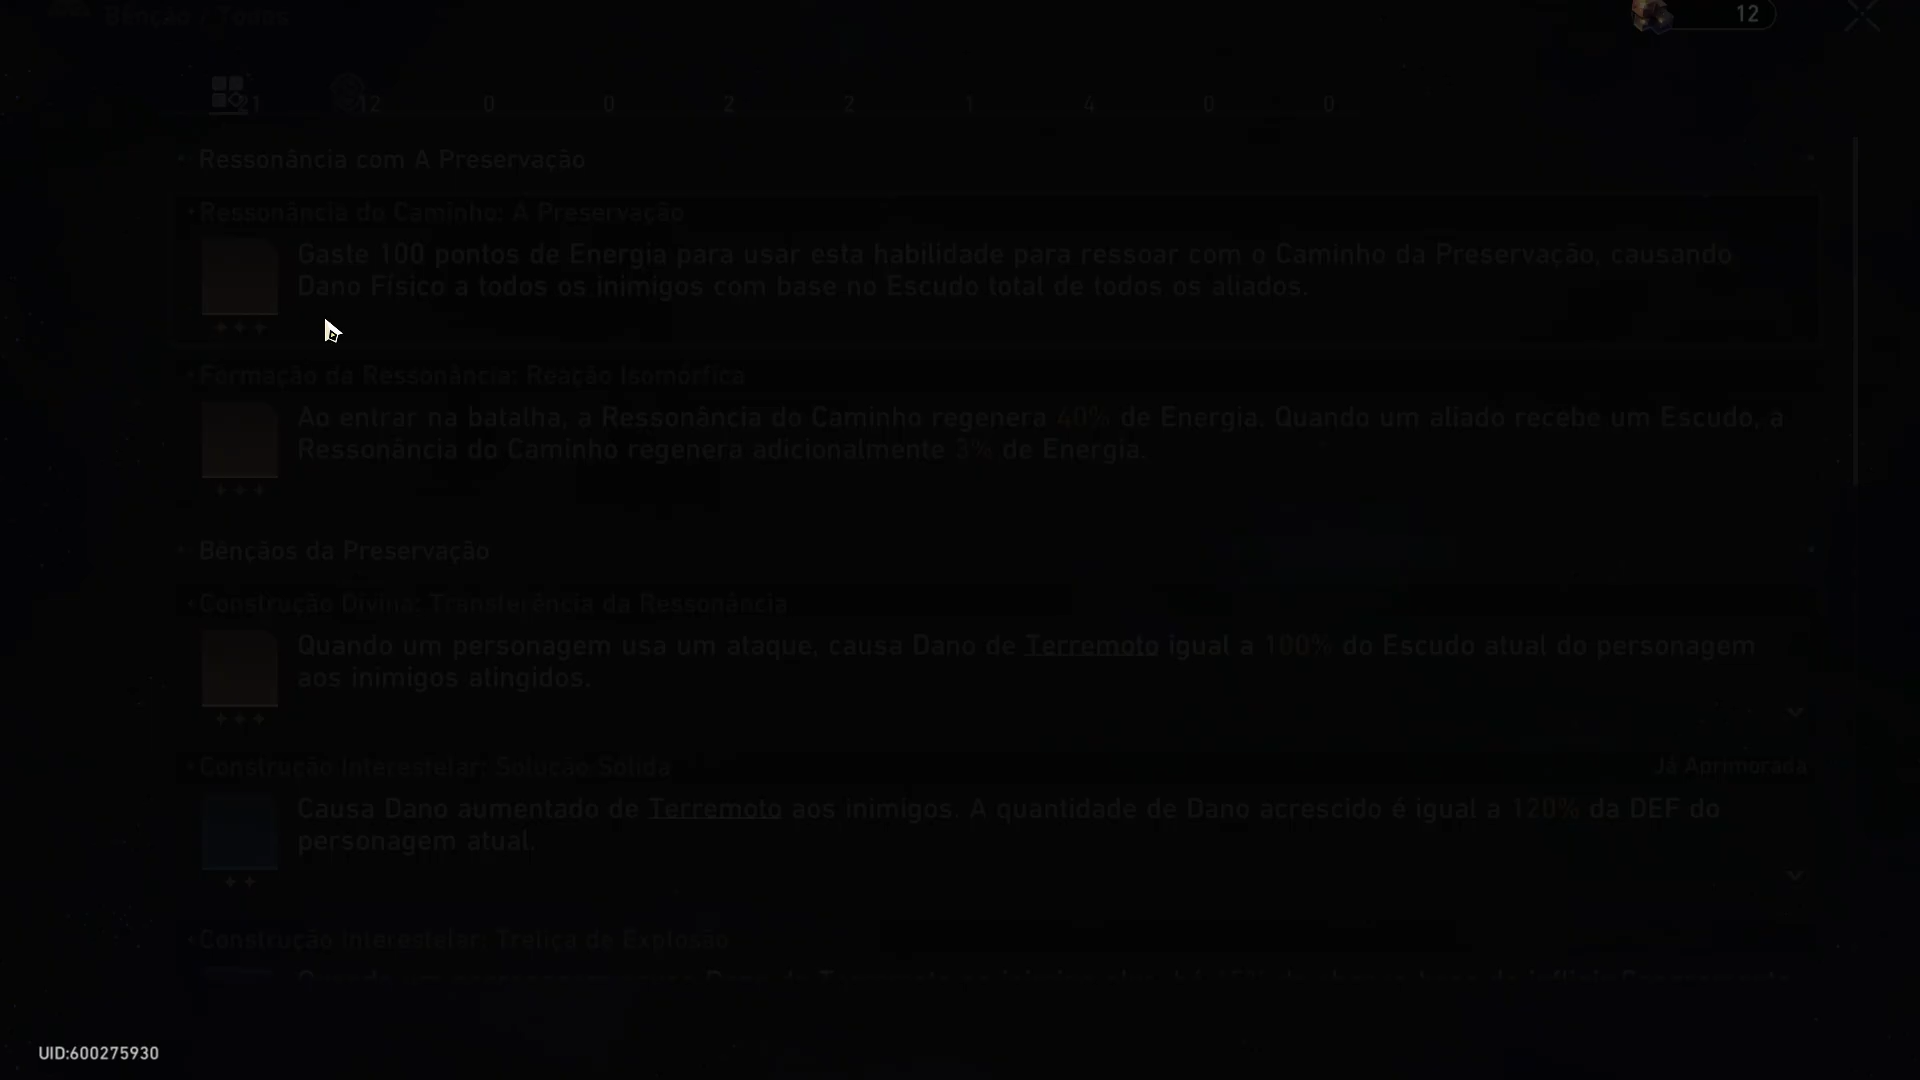 Bênção / Todos
12
21 12 0 0 2 2 1 4 0 0
Ressonância com A Preservação
Ressonância do Caminho: A Preservação
Gaste 100 pontos de Energia para usar esta habilidade para ressoar com o Caminho da Preservação, causando
Dano Físico a todos os inimigos com base no Escudo total de todos os aliados.
Formação da Ressonância: Reação Isomórfica
Ao entrar na batalha, a Ressonância do Caminho regenera 40% de Energia. Quando um aliado recebe um Escudo, a
Ressonância do Caminho regenera adicionalmente 3% de Energia.
Bênçãos da Preservação
Construção Divina: Transferência da Ressonância
Quando um personagem usa um ataque, causa Dano de Terremoto igual a 100% do Escudo atual do personagem
aos inimigos atingidos.
Construção Interestelar: Solução Sólida
Já Aprimorada
Causa Dano aumentado de Terremoto aos inimigos. A quantidade de Dano acrescido é igual a 120% da DEF do
personagem atual.
Construção Interestelar: Treliça de Explosão
UID:600275930